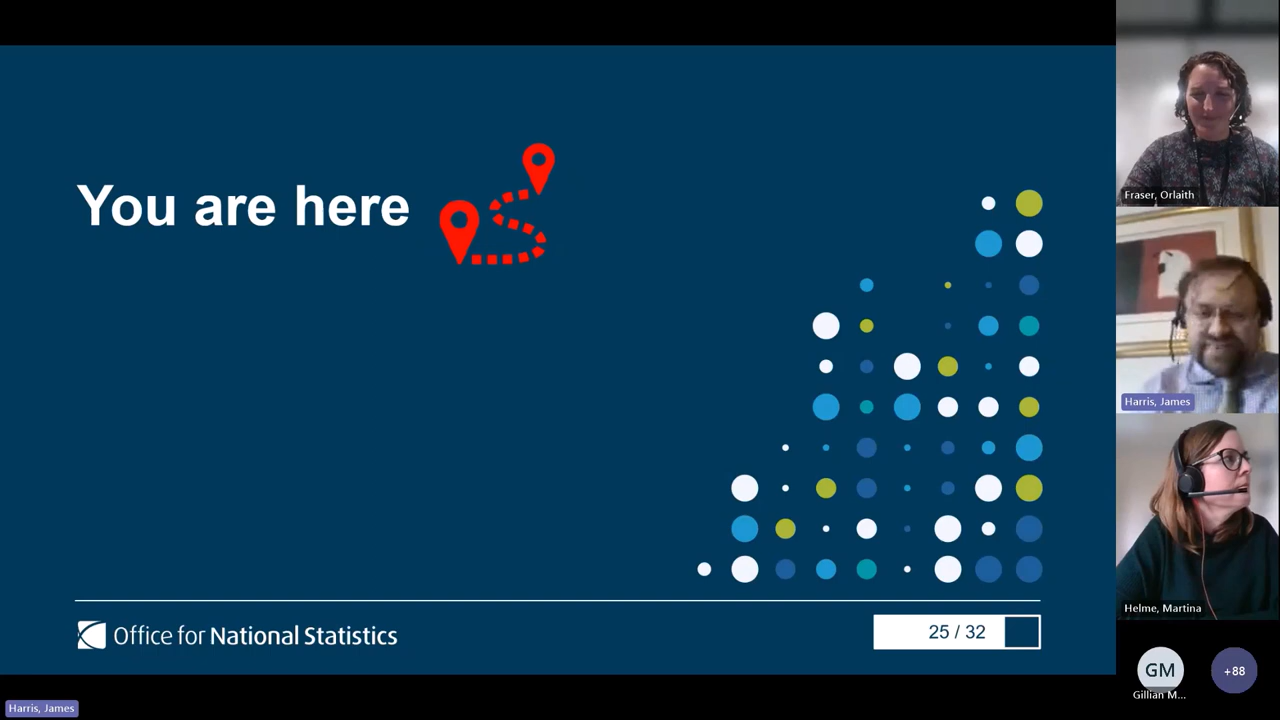 You are here
Office for National Statistics
25 / 32
Fraser, Orlaith
Harris, James
Helme, Martina
GM
Gillian M...
+88
Harris, James